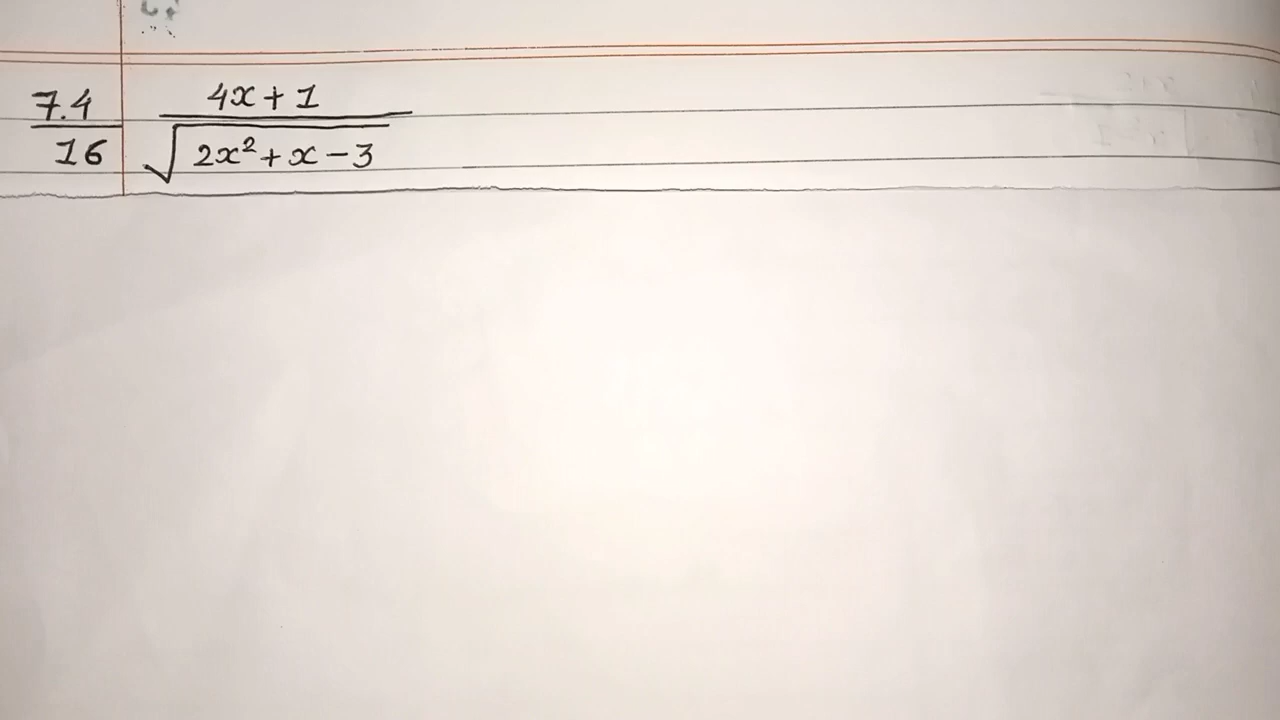 7.4/16 (4x + 1)/√(2x² + x − 3)